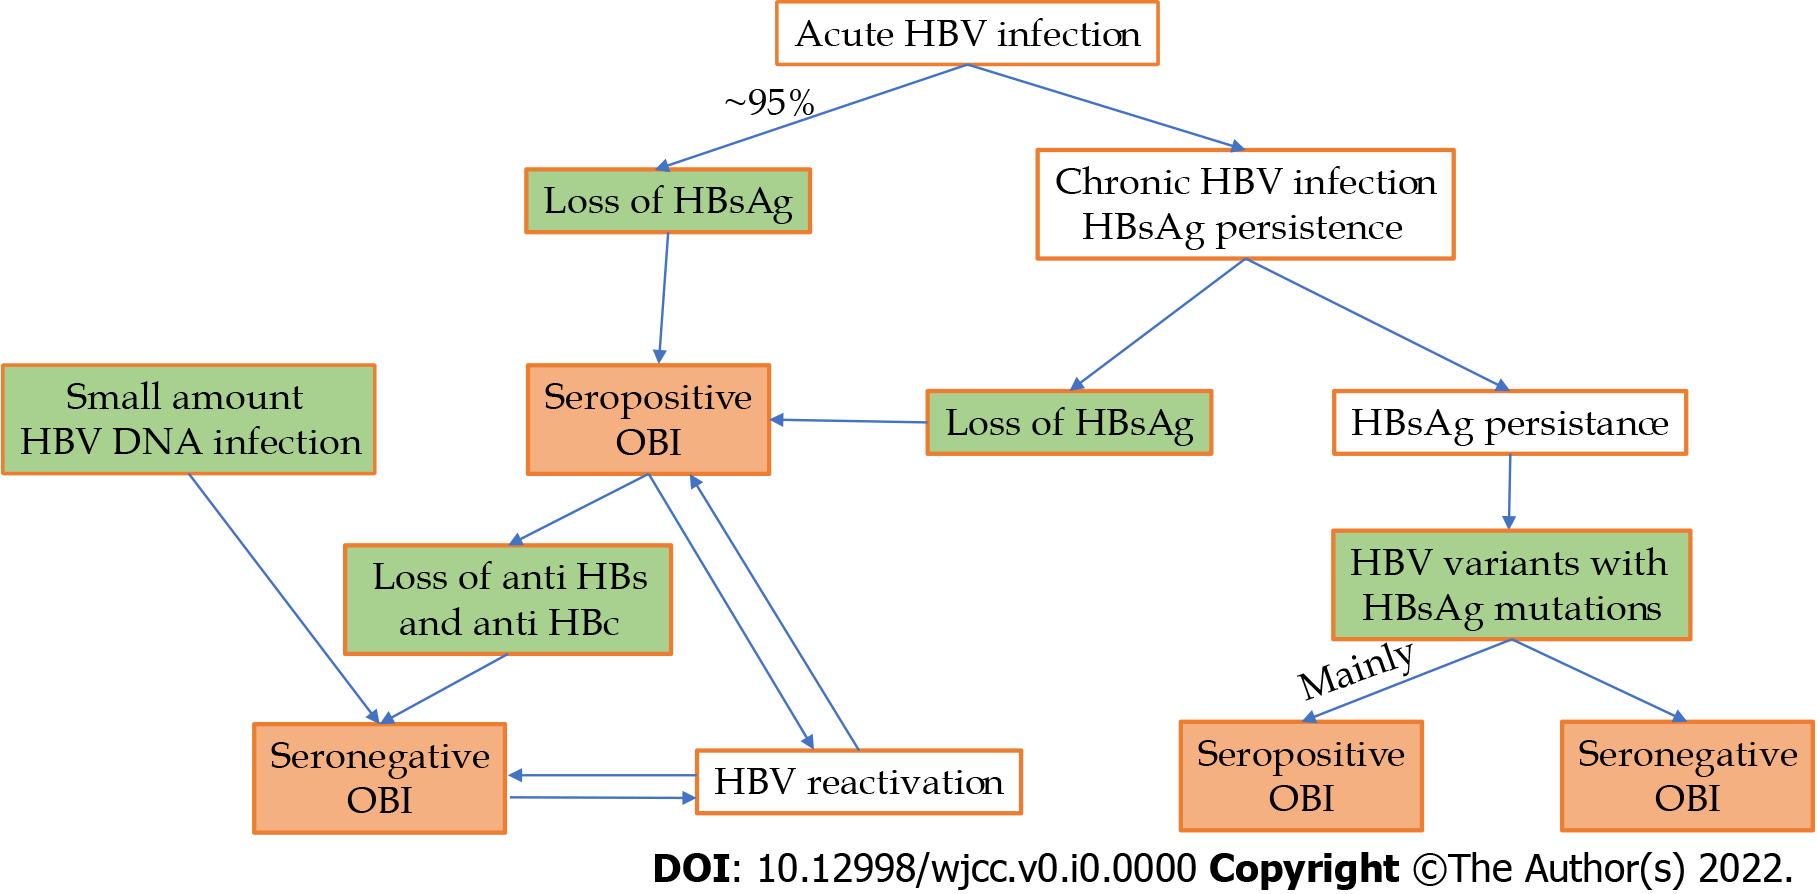 Acute HBV infection
~95%
Loss of HBsAg
Chronic HBV infection
HBsAg persistence
Small amount
HBV DNA infection
Seropositive
OBI
Loss of HBsAg
HBsAg persistance
Loss of anti HBs
and anti HBc
HBV variants with
HBsAg mutations
Mainly
Seronegative
OBI
HBV reactivation
Seropositive
OBI
Seronegative
OBI
DOI: 10.12998/wjcc.v0.i0.0000 Copyright ©The Author(s) 2022.